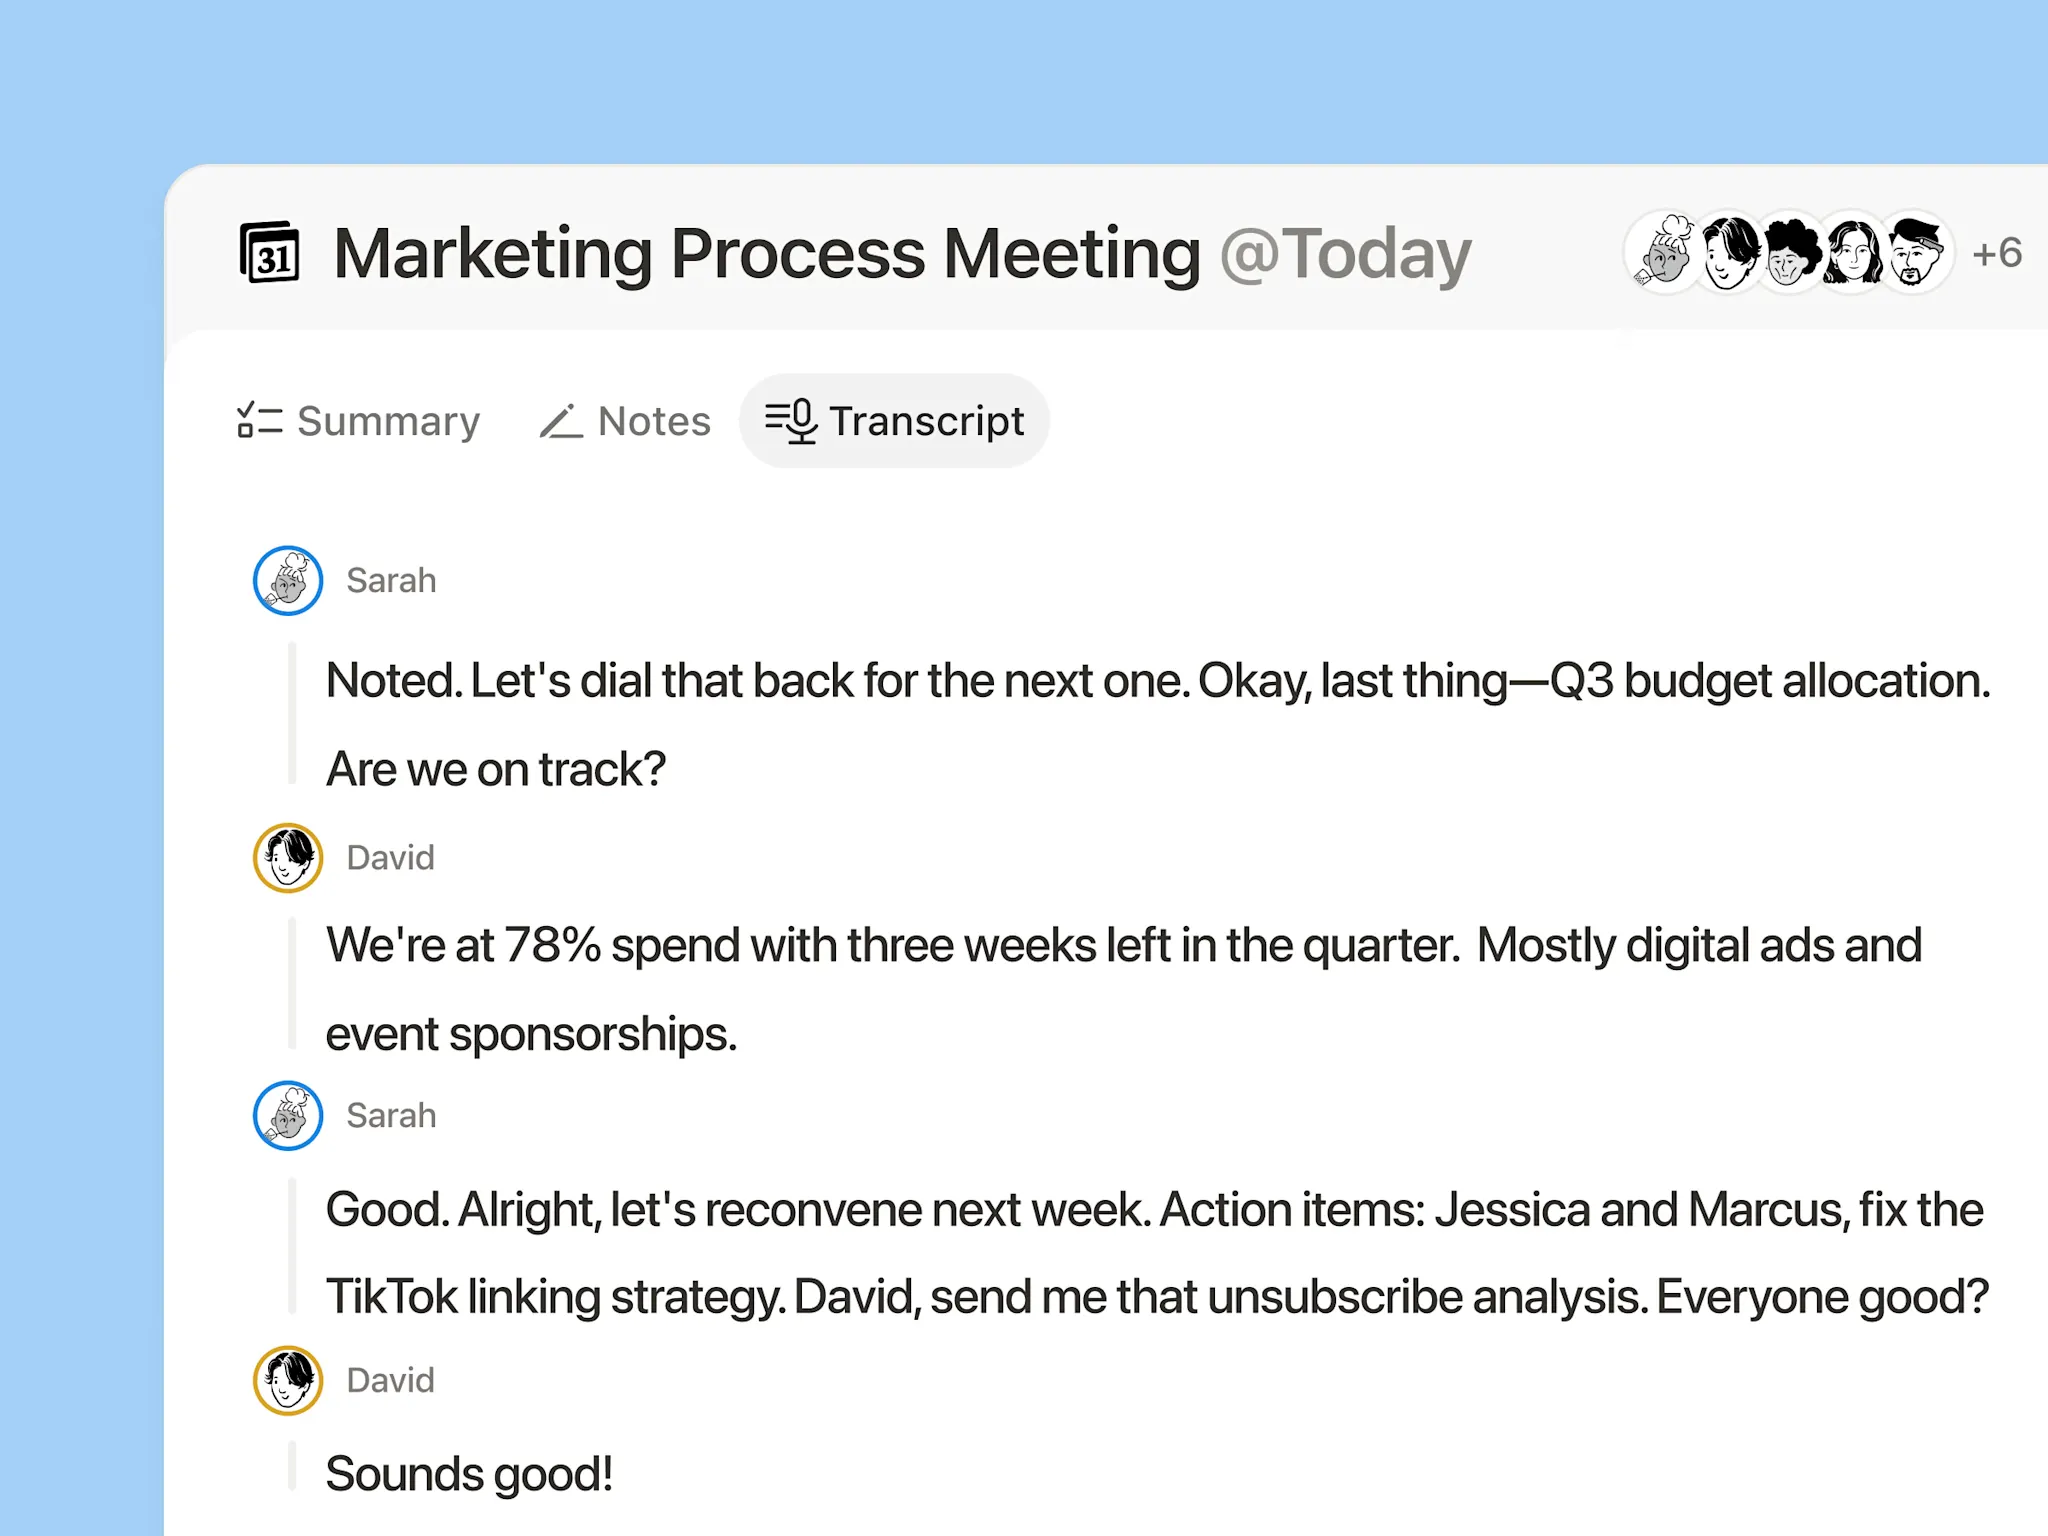 31 Marketing Process Meeting @Today +6
Summary Notes Transcript
Sarah
Noted. Let's dial that back for the next one. Okay, last thing—Q3 budget allocation.
Are we on track?
David
We're at 78% spend with three weeks left in the quarter.  Mostly digital ads and
event sponsorships.
Sarah
Good. Alright, let's reconvene next week. Action items: Jessica and Marcus, fix the
TikTok linking strategy. David, send me that unsubscribe analysis. Everyone good?
David
Sounds good!